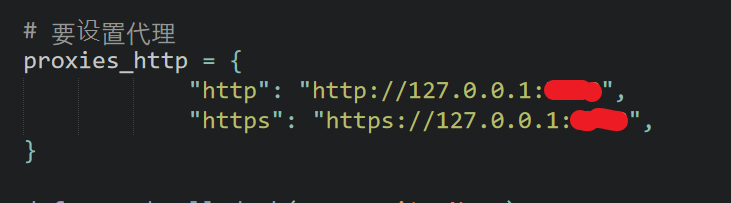 # 要设置代理
proxies_http = {
"http": "http://127.0.0.1:",
"https": "https://127.0.0.1:",
}